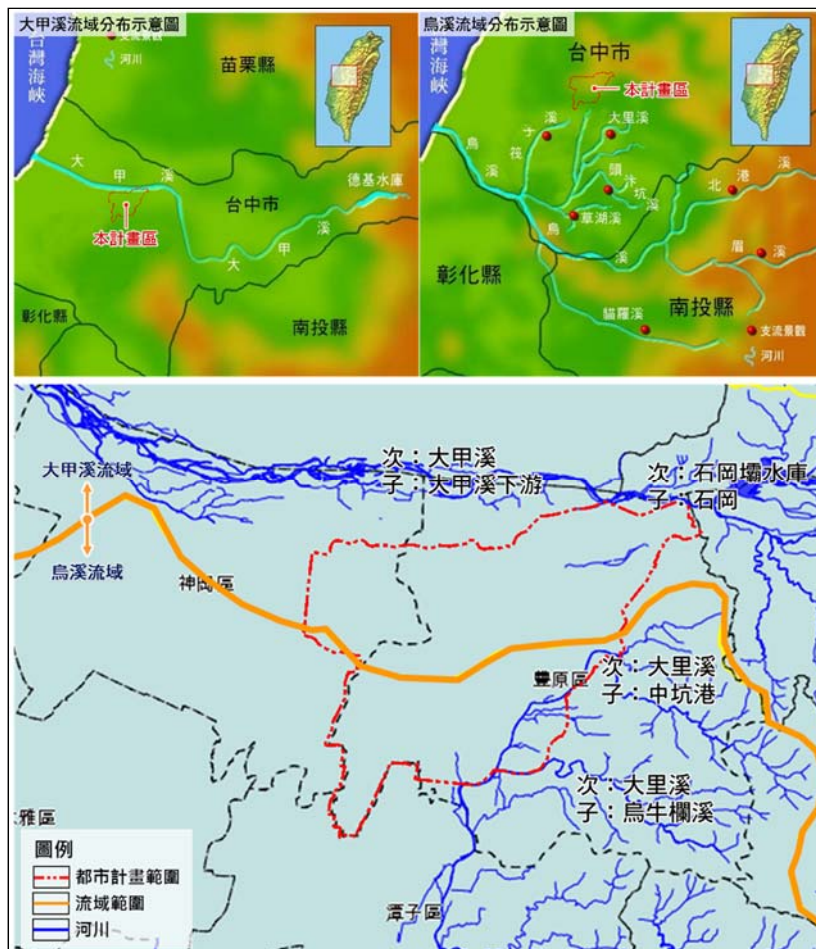 大甲溪流域分布示意圖
支流景觀
河川
台灣海峽
苗栗縣
大甲溪
德基水庫
台中市
本計畫區
大甲溪
彰化縣
南投縣
烏溪流域分布示意圖
台灣海峽
台中市
本計畫區
筏子溪
大里溪
烏溪
頭汴坑溪
北港溪
草湖溪
烏溪
眉溪
彰化縣
南投縣
貓羅溪
支流景觀
河川
次：大甲溪
子：大甲溪下游
次：石岡壩水庫
子：石岡
大甲溪流域
烏溪流域
神岡區
豐原區
次：大里溪
子：中坑港
次：大里溪
子：烏牛欄溪
雅區
潭子區
圖例
都市計畫範圍
流域範圍
河川